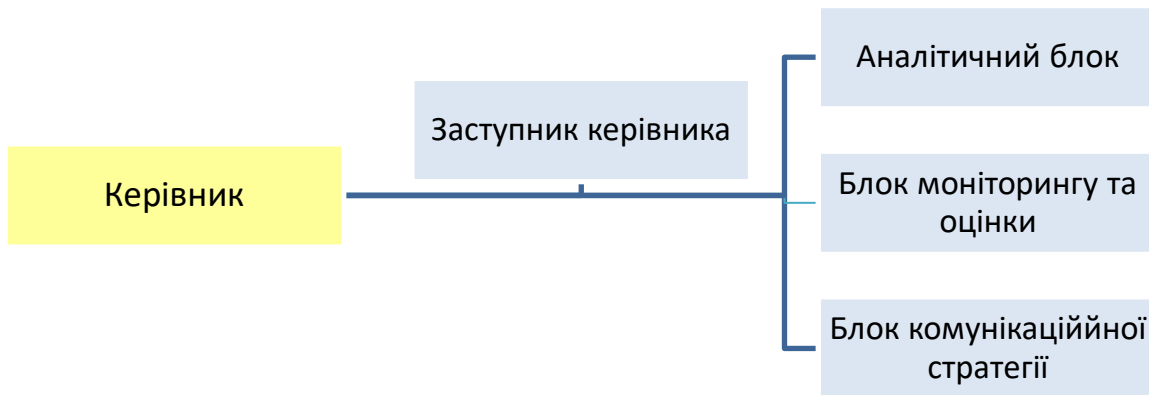 Аналітичний блок
Заступник керівника
Керівник
Блок моніторингу та
оцінки
Блок комунікаціййної
стратегії